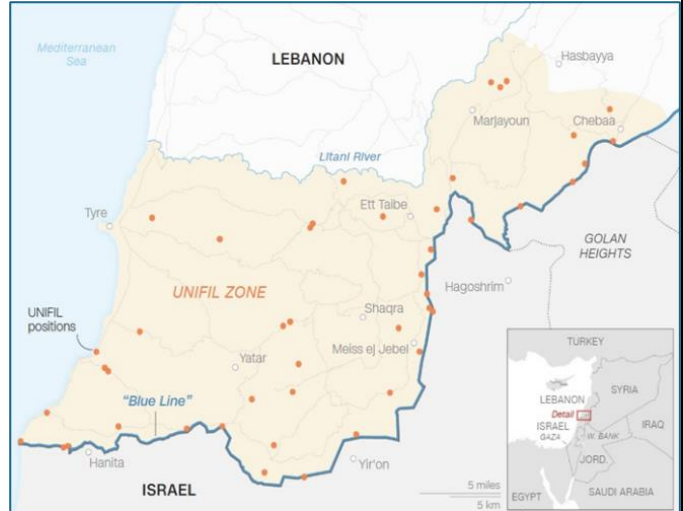 Mediterranean
Sea
LEBANON
Hasbayya
Marjayoun
Chebaa
Litani River
Tyre
Ett Taibe
GOLAN
HEIGHTS
UNIFIL ZONE
Hagoshrim
UNIFIL
positions
Shaqra
Meiss ej Jebel
Yatar
"Blue Line"
Hanita
Yir'on
ISRAEL
5 miles
5 km
TURKEY
LEBANON
SYRIA
Detail
ISRAEL
GAZA
W. BANK
IRAQ
JORD.
EGYPT
SAUDI ARABIA